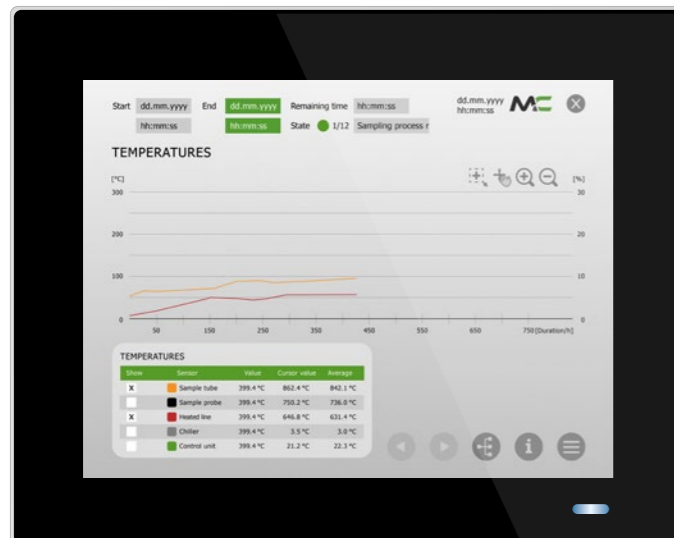 Start dd.mm.yyyy End dd.mm.yyyy Remaining time hh:mm:ss dd.mm.yyyy
hh:mm:ss
MC
hh:mm:ss hh:mm:ss State 1/12 Sampling process r
TEMPERATURES
[°C] [%]
300 30
200 20
100 10
0 0
50 150 250 350 450 550 650 750 [Duration/h]
TEMPERATURES
Show Sensor Value Cursor value Average
X Sample tube 399.4 °C 862.4 °C 842.1 °C
Sample probe 399.4 °C 750.2 °C 736.0 °C
X Heated line 399.4 °C 646.8 °C 631.4 °C
Chiller 399.4 °C 3.5 °C 3.0 °C
Control unit 399.4 °C 21.2 °C 22.3 °C